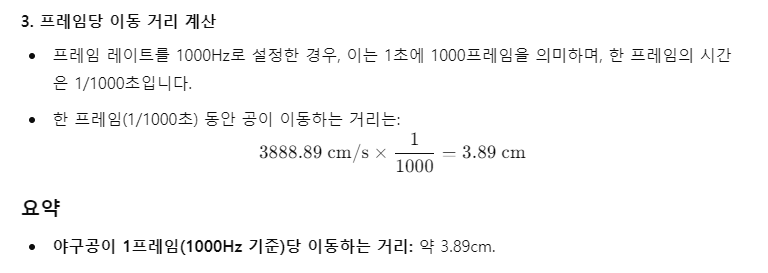 3. 프레임당 이동 거리 계산
• 프레임 레이트를 1000Hz로 설정한 경우, 이는 1초에 1000프레임을 의미하며, 한 프레임의 시간
은 1/1000초입니다.
• 한 프레임(1/1000초) 동안 공이 이동하는 거리는:
3888.89 cm/s × 1/1000 = 3.89 cm
요약
• 야구공이 1프레임(1000Hz 기준)당 이동하는 거리: 약 3.89cm.